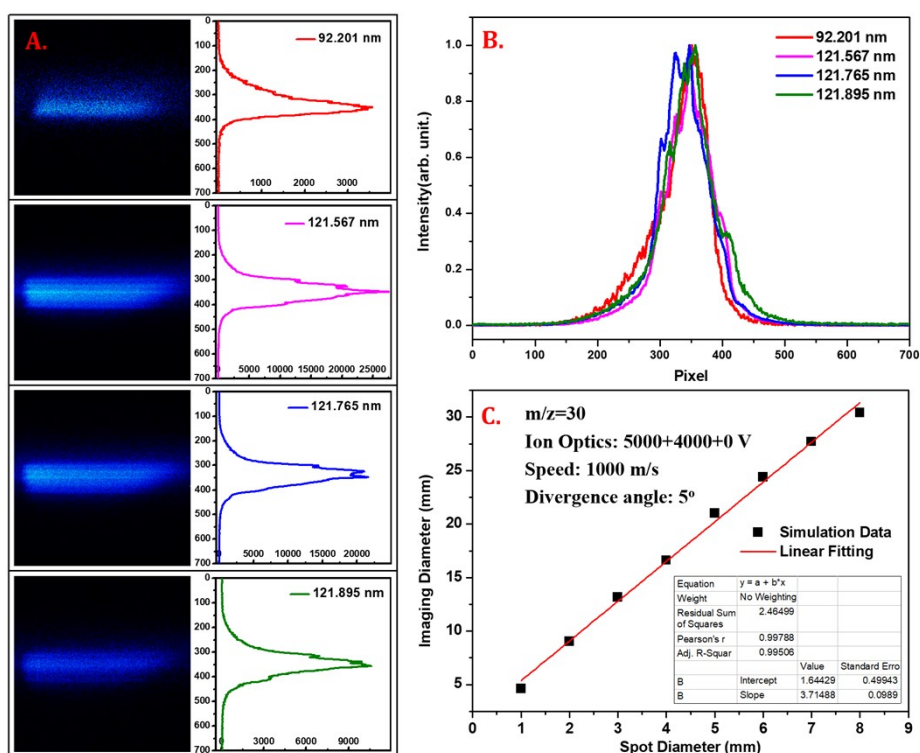 A.
92.201 nm
0
100
200
300
400
500
600
700
0 1000 2000 3000
121.567 nm
0
100
200
300
400
500
600
700
0 5000 10000 15000 20000 25000
121.765 nm
0
100
200
300
400
500
600
700
0 5000 10000 15000 20000
121.895 nm
0
100
200
300
400
500
600
700
0 3000 6000 9000
B.
92.201 nm
121.567 nm
121.765 nm
121.895 nm
Intensity(arb. unit.)
1.0
0.8
0.6
0.4
0.2
0.0
0 100 200 300 400 500 600 700
Pixel
C.
m/z=30
Ion Optics: 5000+4000+0 V
Speed: 1000 m/s
Divergence angle: 5°
Simulation Data
Linear Fitting
Imaging Diameter (mm)
30
25
20
15
10
5
Equation y = a + b*x
Weight No Weighting
Residual Sum of Squares 2.46499
Pearson's r 0.99788
Adj. R-Squar 0.99506
Value Standard Erro
B Intercept 1.64429 0.49943
B Slope 3.71488 0.0989
0 1 2 3 4 5 6 7 8 9
Spot Diameter (mm)